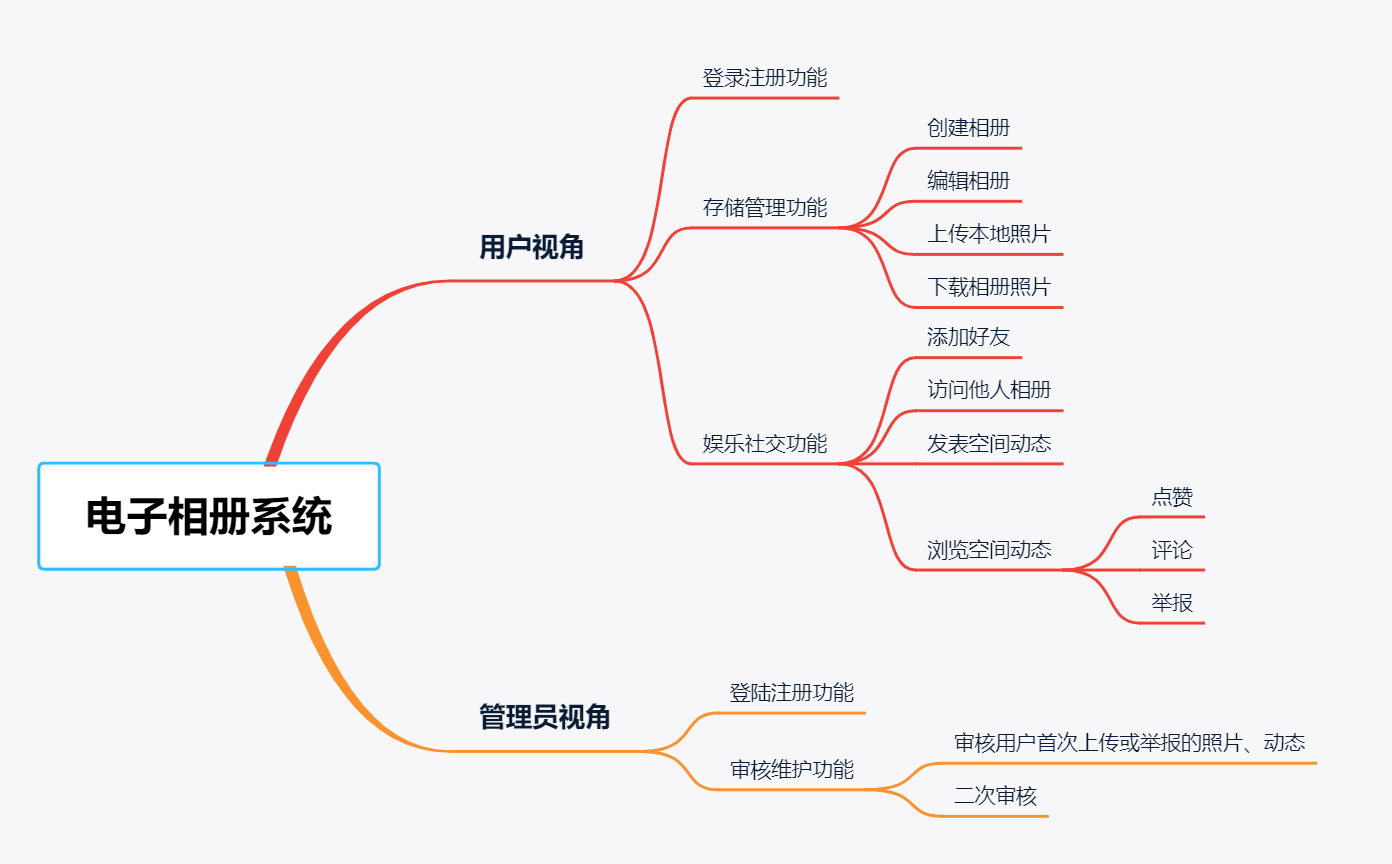 电子相册系统
用户视角
登录注册功能
存储管理功能
创建相册
编辑相册
上传本地照片
下载相册照片
娱乐社交功能
添加好友
访问他人相册
发表空间动态
浏览空间动态
点赞
评论
举报
管理员视角
登陆注册功能
审核维护功能
审核用户首次上传或举报的照片、动态
二次审核